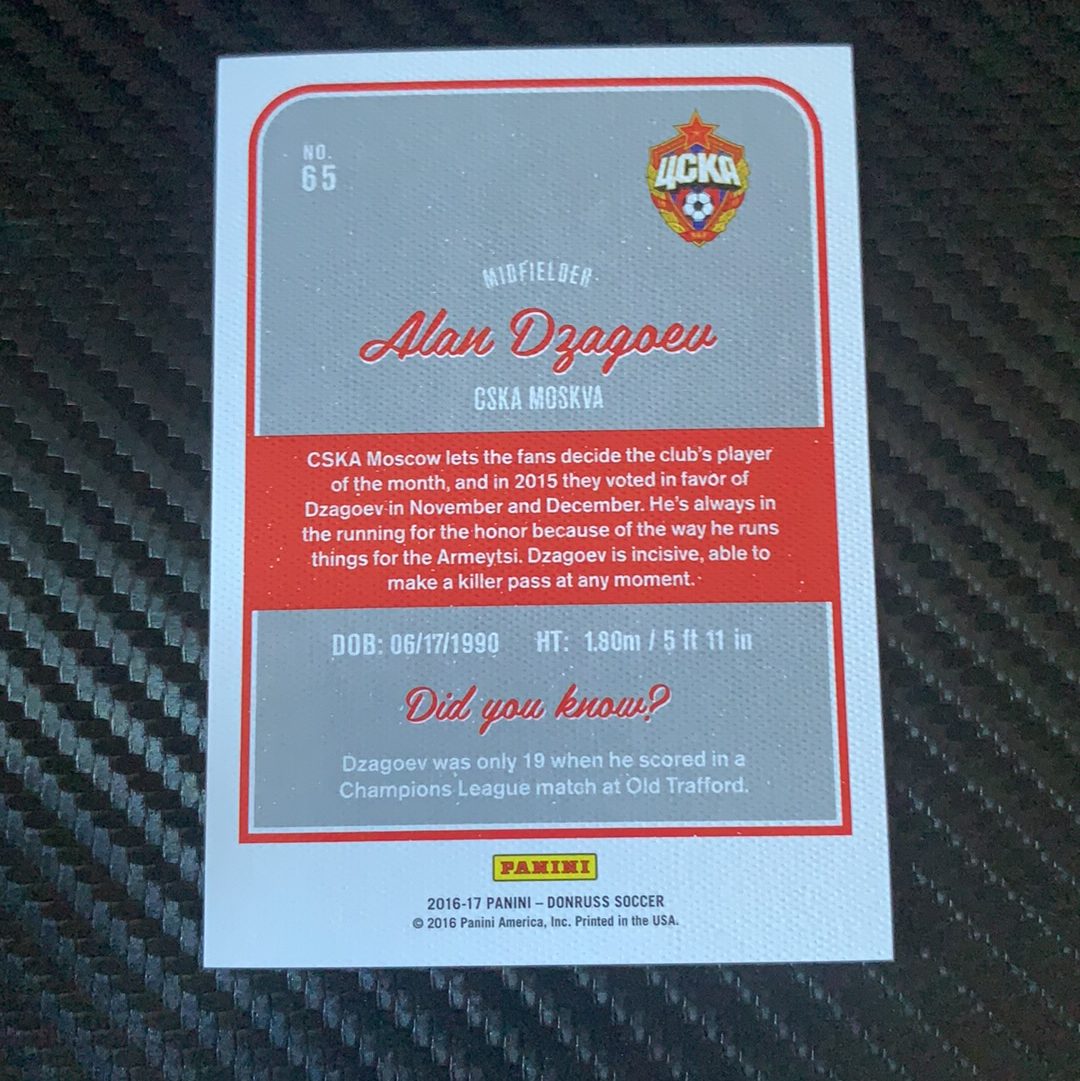 NO.
65
ЦСКА
MIDFIELDER
Alan Dzagoev
CSKA MOSKVA
CSKA Moscow lets the fans decide the club's player
of the month, and in 2015 they voted in favor of
Dzagoev in November and December. He's always in
the running for the honor because of the way he runs
things for the Armeytsi. Dzagoev is incisive, able to
make a killer pass at any moment.
DOB: 06/17/1990 HT: 1.80m / 5 ft 11 in
Did you know?
Dzagoev was only 19 when he scored in a
Champions League match at Old Trafford.
PANINI
2016-17 PANINI – DONRUSS SOCCER
© 2016 Panini America, Inc. Printed in the USA.